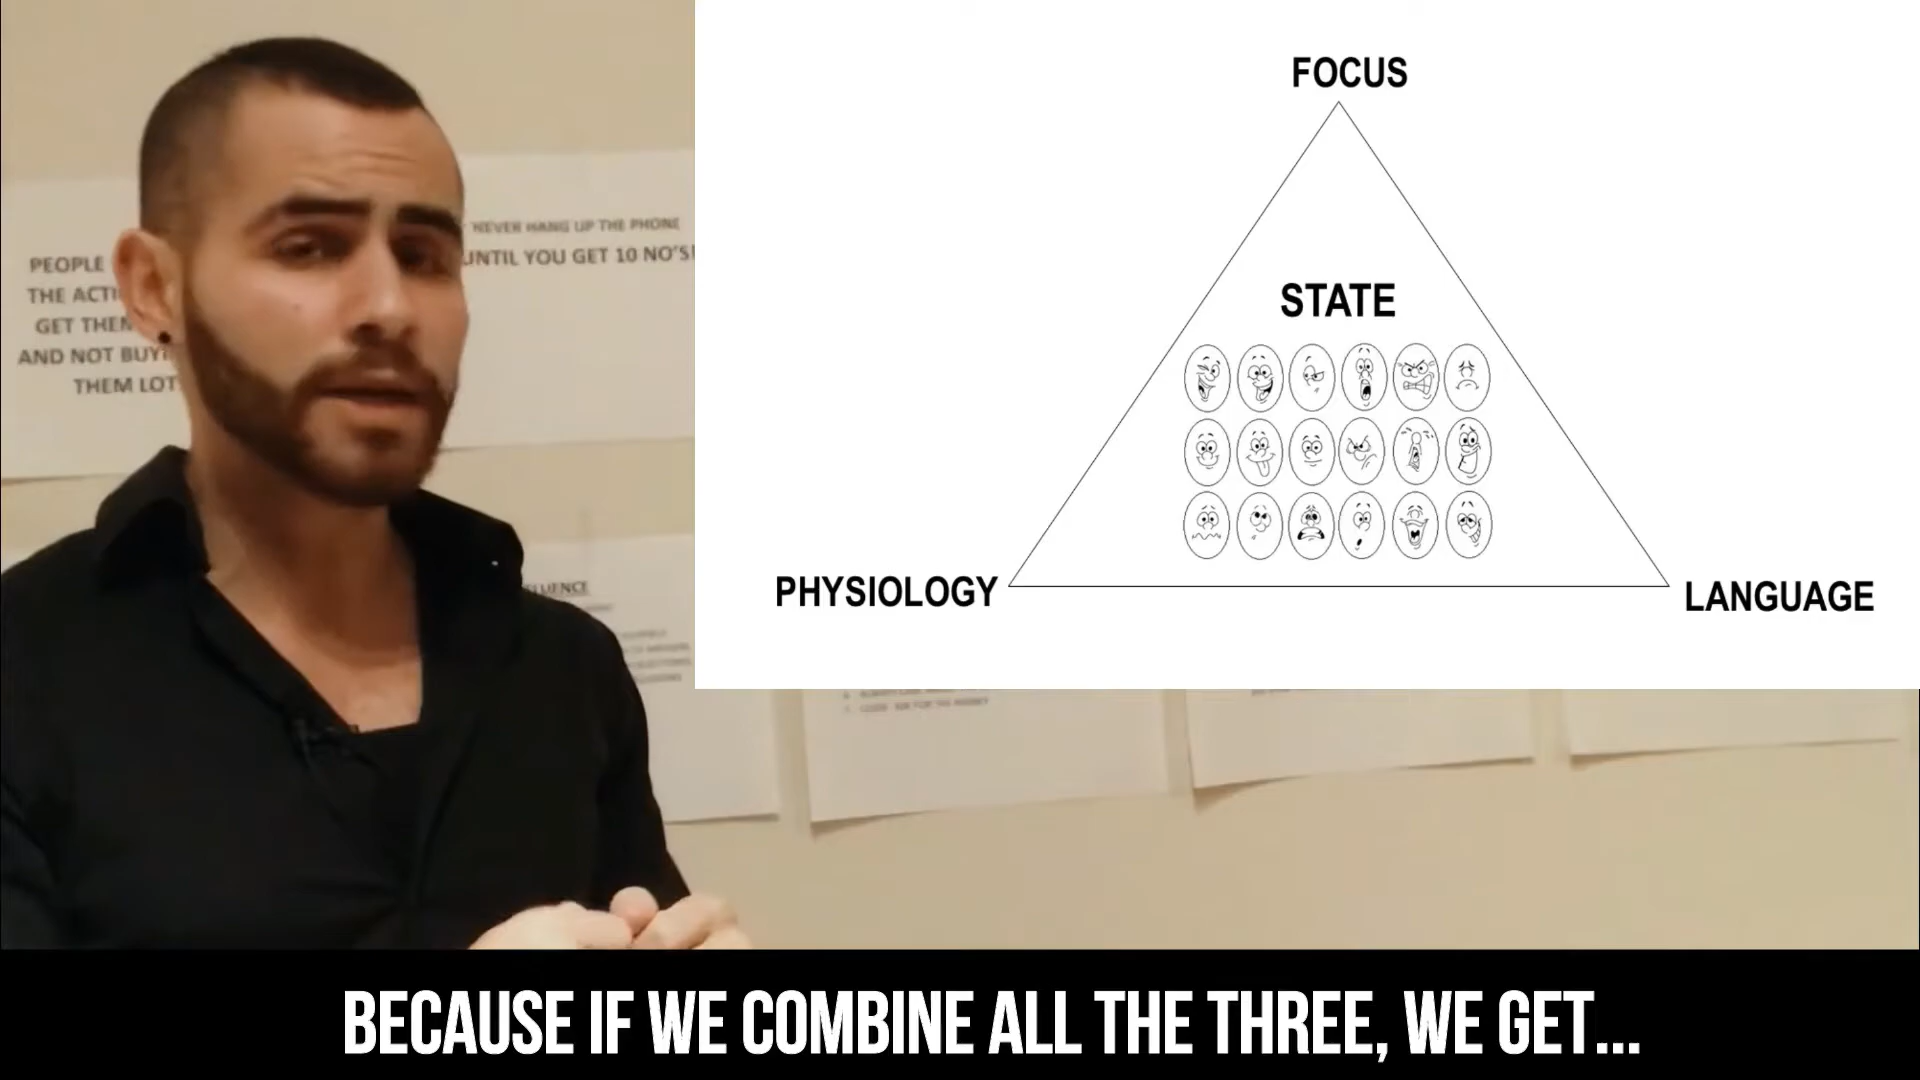 FOCUS
STATE
PHYSIOLOGY
LANGUAGE
NEVER HANG UP THE PHONE
UNTIL YOU GET 10 NO'S!
PEOPLE
THE ACTI
GET THEM
AND NOT BUYI
THEM LOT
BECAUSE IF WE COMBINE ALL THE THREE, WE GET...